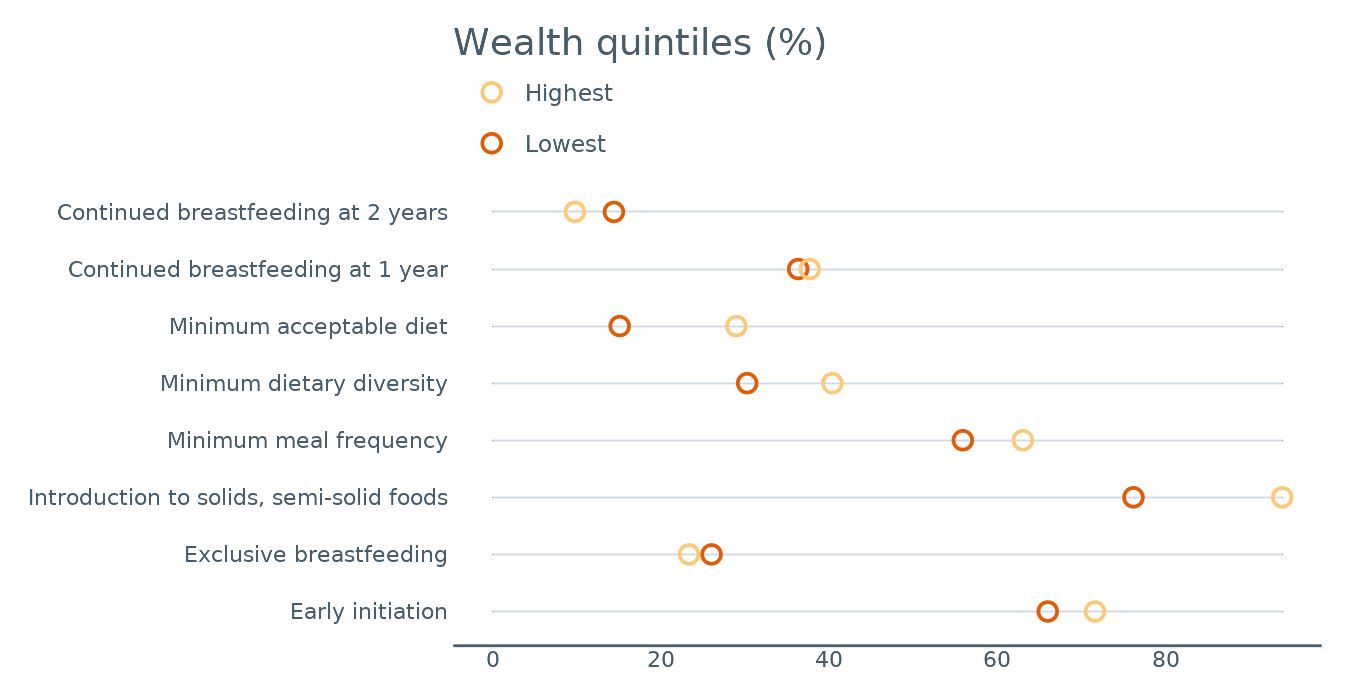 Wealth quintiles (%)
Highest
Lowest
Continued breastfeeding at 2 years
Continued breastfeeding at 1 year
Minimum acceptable diet
Minimum dietary diversity
Minimum meal frequency
Introduction to solids, semi-solid foods
Exclusive breastfeeding
Early initiation
0 20 40 60 80